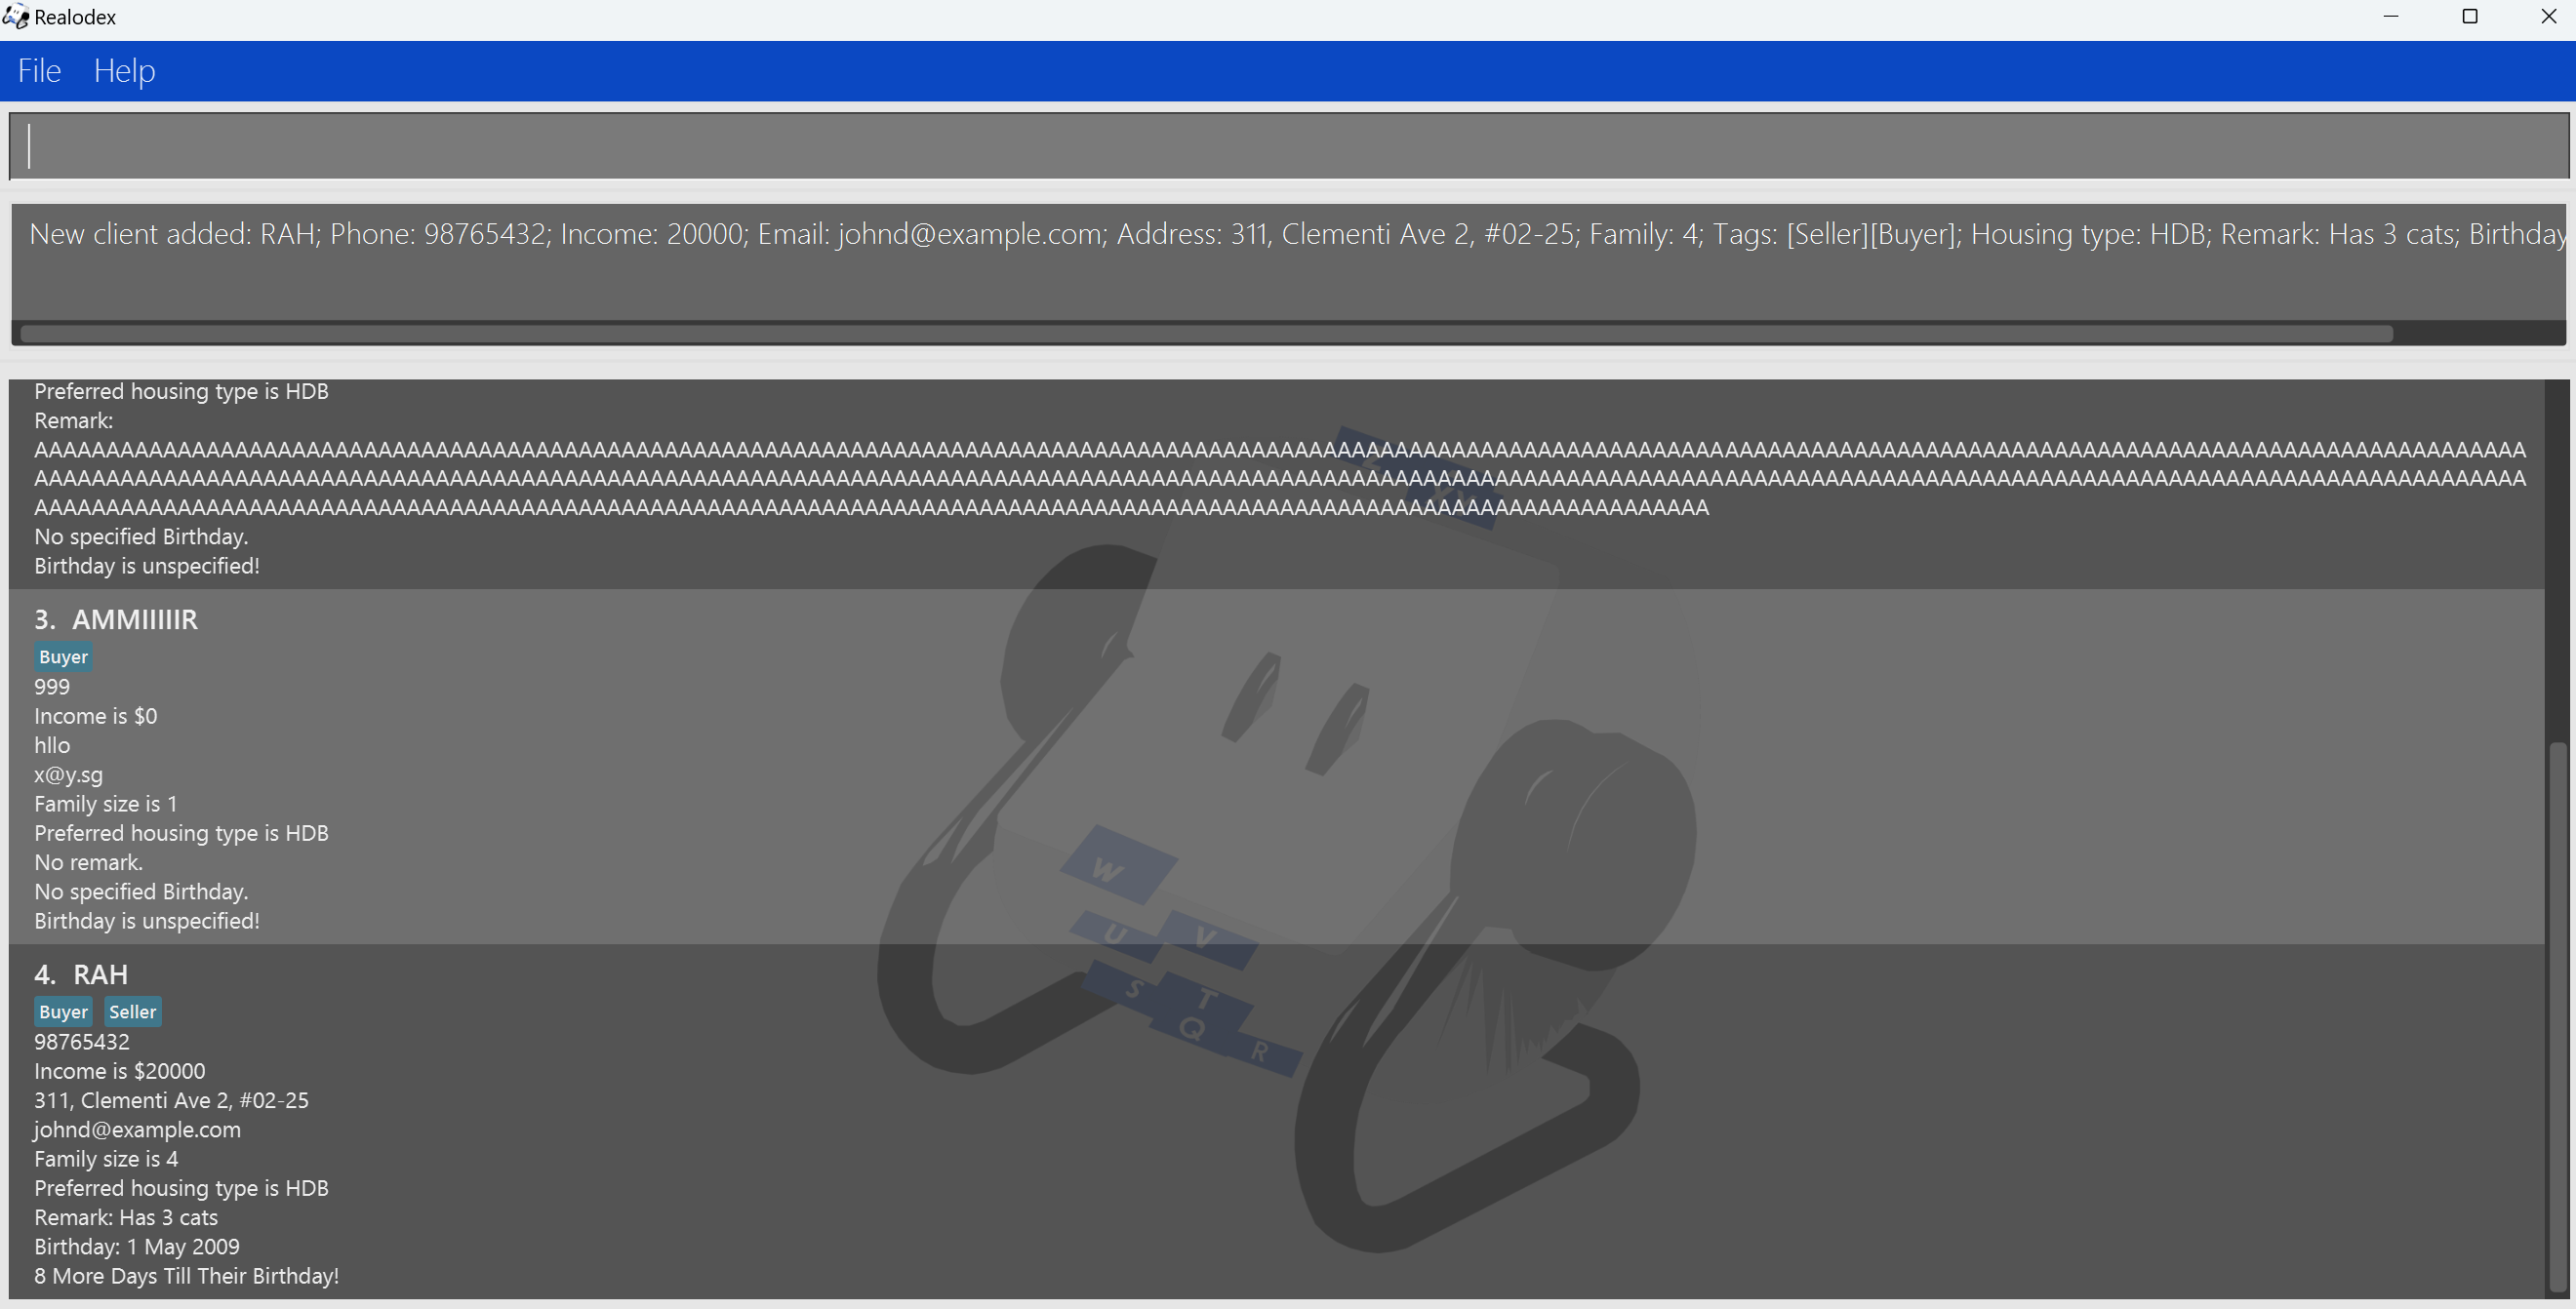 Realodex
File Help
New client added: RAH; Phone: 98765432; Income: 20000; Email: johnd@example.com; Address: 311, Clementi Ave 2, #02-25; Family: 4; Tags: [Seller][Buyer]; Housing type: HDB; Remark: Has 3 cats; Birthday
Preferred housing type is HDB
Remark:
No specified Birthday.
Birthday is unspecified!
3. AMMIIIIIR
Buyer
999
Income is $0
hllo
x@y.sg
Family size is 1
Preferred housing type is HDB
No remark.
No specified Birthday.
Birthday is unspecified!
4. RAH
Buyer Seller
98765432
Income is $20000
311, Clementi Ave 2, #02-25
johnd@example.com
Family size is 4
Preferred housing type is HDB
Remark: Has 3 cats
Birthday: 1 May 2009
8 More Days Till Their Birthday!
W
U V
S T
Q R